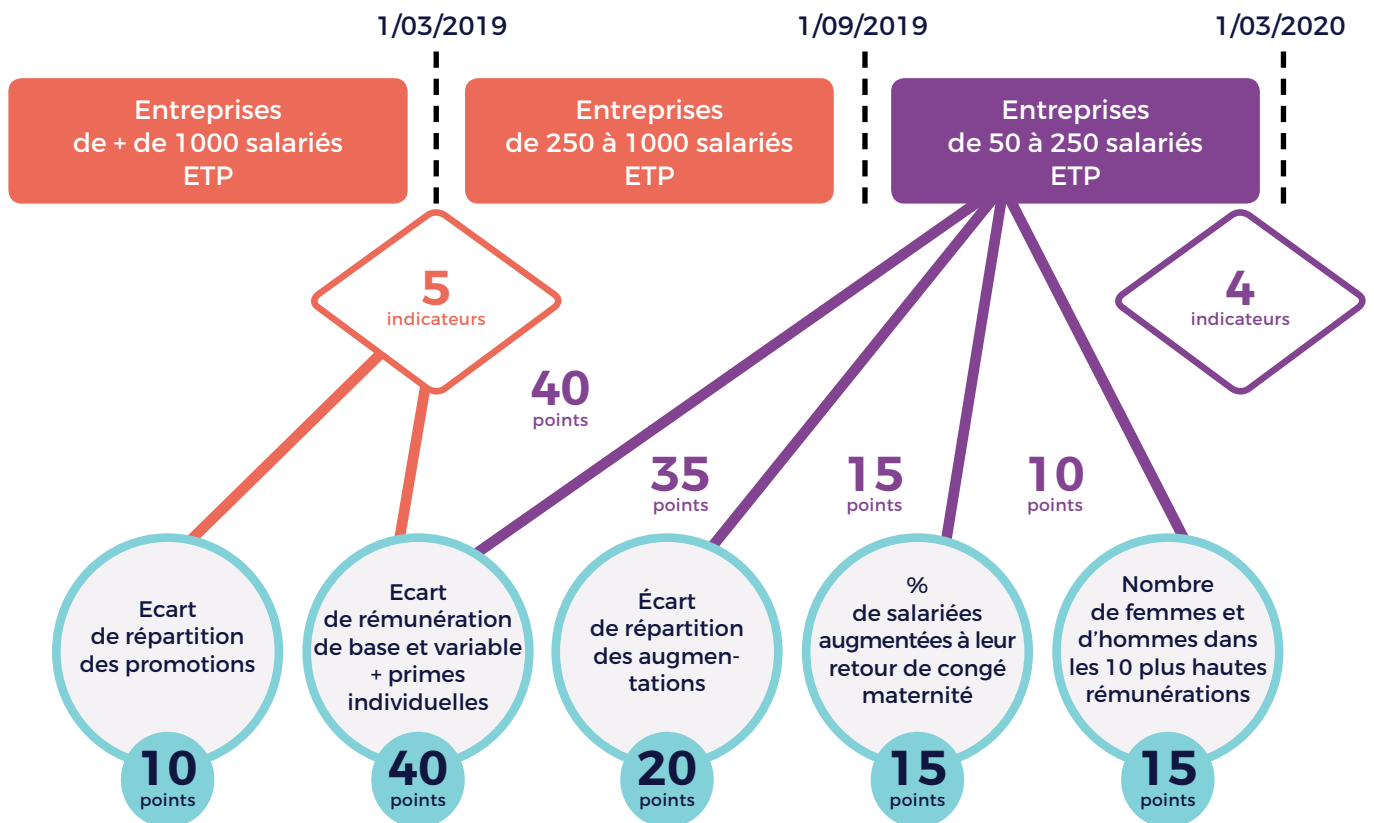 1/03/2019
1/09/2019
1/03/2020
Entreprises
de + de 1000 salariés
ETP
Entreprises
de 250 à 1000 salariés
ETP
Entreprises
de 50 à 250 salariés
ETP
5
indicateurs
4
indicateurs
40
points
35
points
15
points
10
points
Ecart
de répartition
des promotions
10
points
Ecart
de rémunération
de base et variable
+ primes
individuelles
40
points
Écart
de répartition
des augmen-
tations
20
points
%
de salariées
augmentées à leur
retour de congé
maternité
15
points
Nombre
de femmes et
d'hommes dans
les 10 plus hautes
rémunérations
15
points